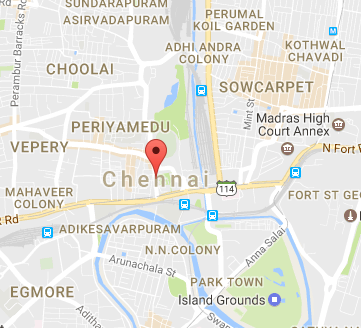 SUNDARAPURAM
ASIRVADAPURAM
PERUMAL
KOIL GARDEN
Perambur Barracks Rd
ADHI ANDRA
COLONY
KOTHWAL
CHAVADI
CHOOLAI
SOWCARPET
Mint St
Madras High
Court Annex
PERIYAMEDU
VEPERY
N Fort
Chennai
114
MAHAVEER
COLONY
FORT ST GE
R Rd
ADIKESAVARPURAM
N.N.COLONY
Anna Salai
Arunachala St
PARK TOWN
EGMORE
Island Grounds